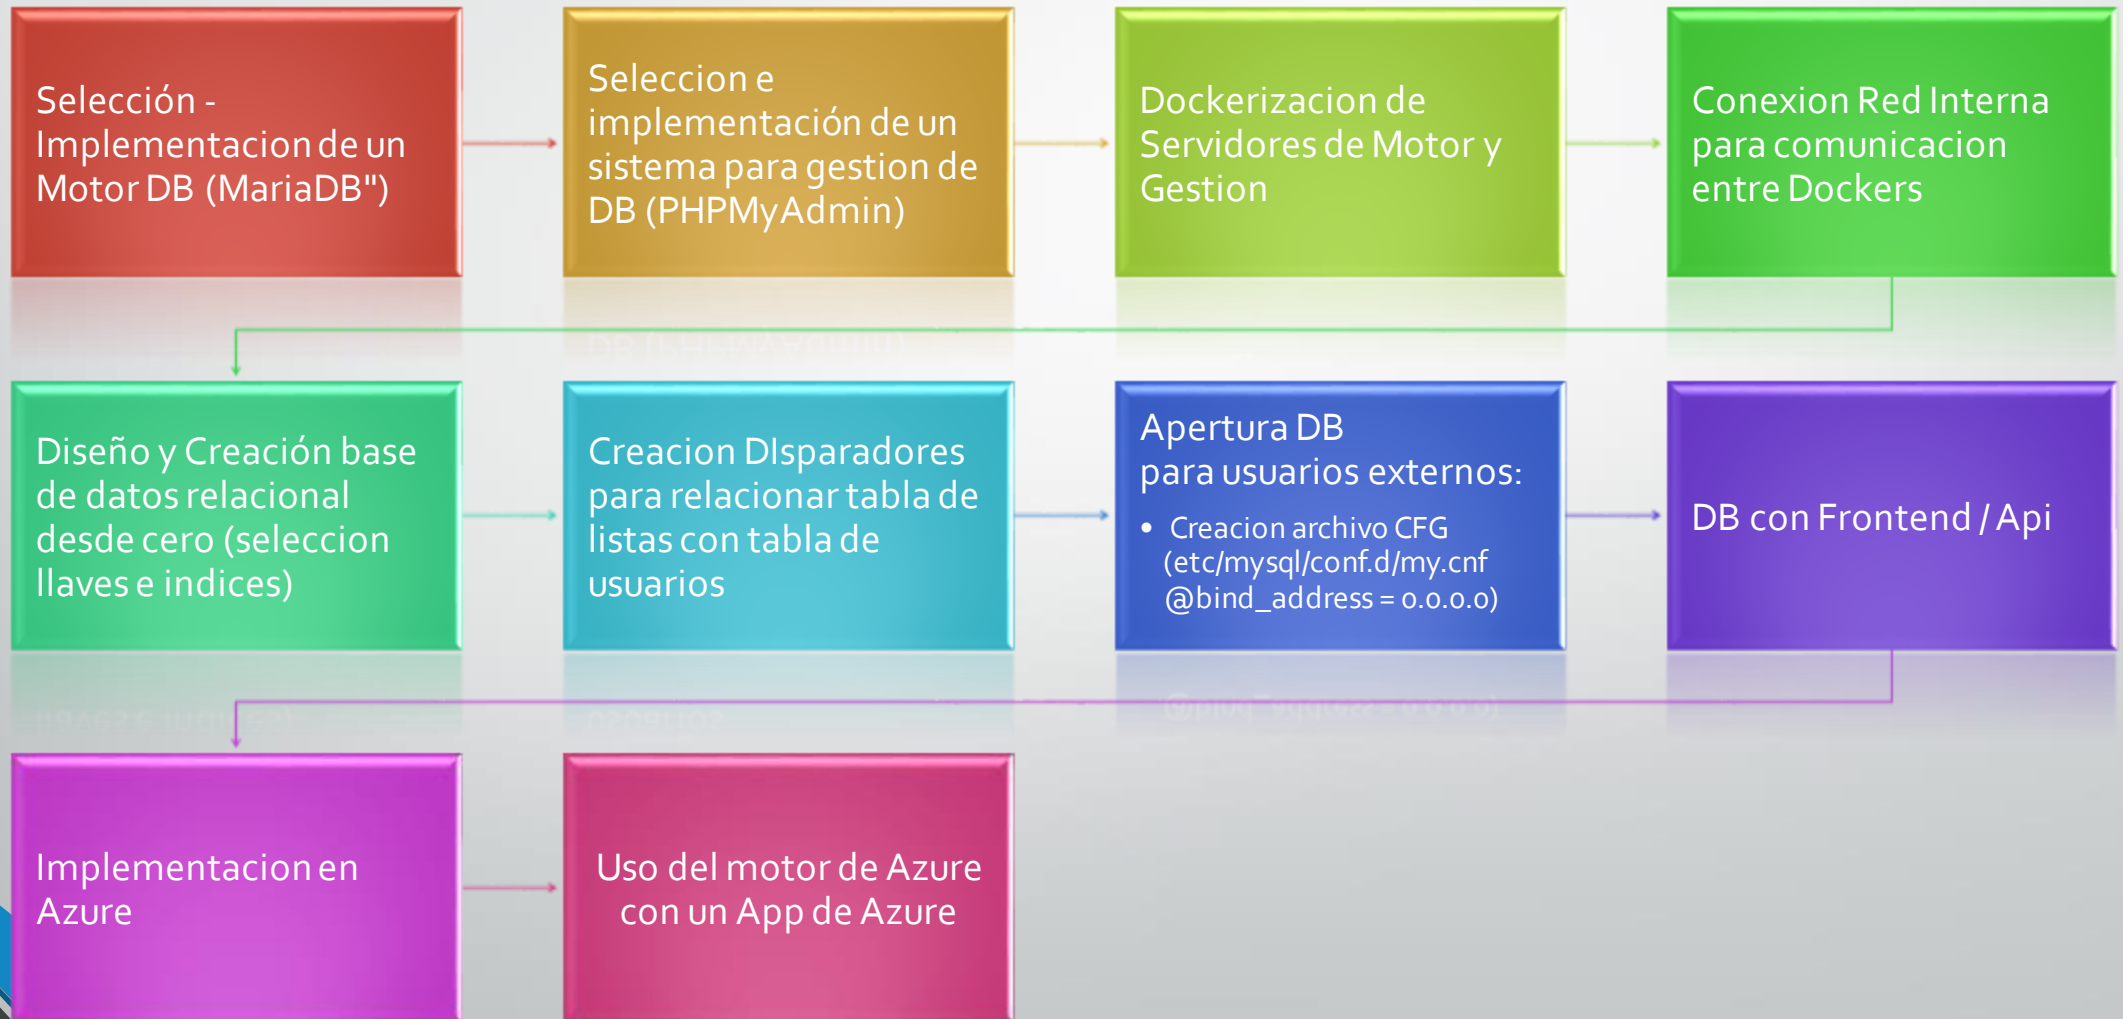 Selección -
Implementacion de un
Motor DB (MariaDB")
Seleccion e
implementación de un
sistema para gestion de
DB (PHPMyAdmin)
Dockerizacion de
Servidores de Motor y
Gestion
Conexion Red Interna
para comunicacion
entre Dockers
Diseño y Creación base
de datos relacional
desde cero (seleccion
llaves e indices)
Creacion DIsparadores
para relacionar tabla de
listas con tabla de
usuarios
Apertura DB
para usuarios externos:
• Creacion archivo CFG
(etc/mysql/conf.d/my.cnf
@bind_address = 0.0.0.0)
DB con Frontend / Api
Implementacion en
Azure
Uso del motor de Azure
con un App de Azure